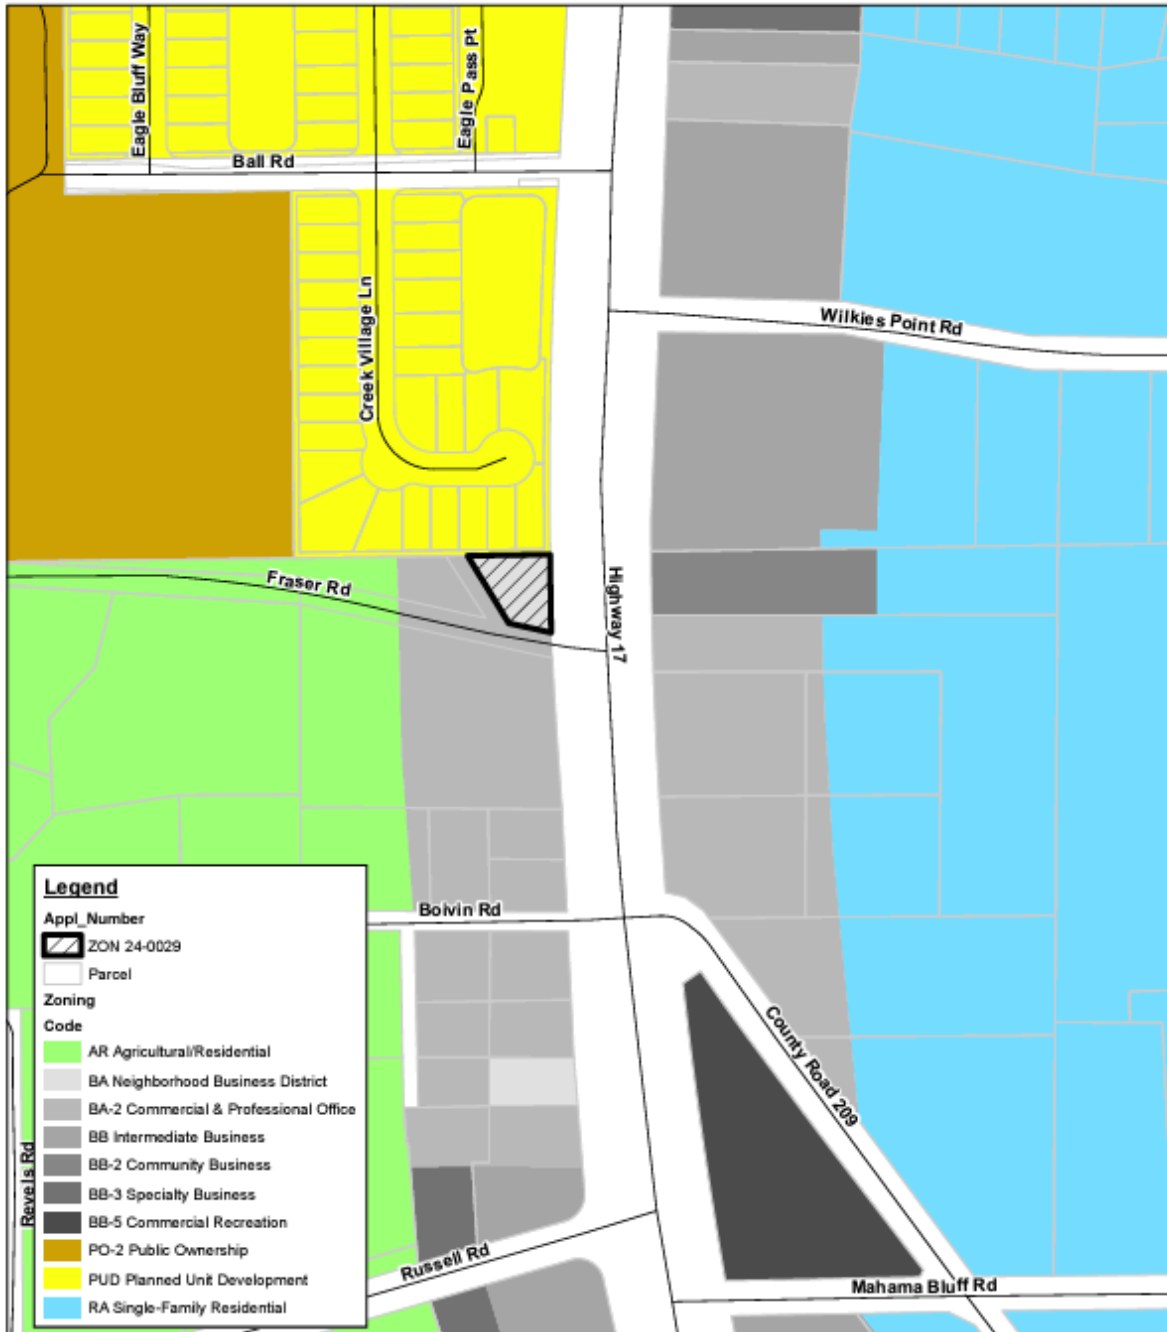 Eagle Bluff Way
Eagle Pass Pt
Ball Rd
Creek Village Ln
Wilkies Point Rd
Fraser Rd
Highway 17
Boivin Rd
County Road 209
Revels Rd
Russell Rd
Mahama Bluff Rd
Legend
Appl_Number
ZON 24-0029
Parcel
Zoning
Code
AR Agricultural/Residential
BA Neighborhood Business District
BA-2 Commercial & Professional Office
BB Intermediate Business
BB-2 Community Business
BB-3 Specialty Business
BB-5 Commercial Recreation
PO-2 Public Ownership
PUD Planned Unit Development
RA Single-Family Residential